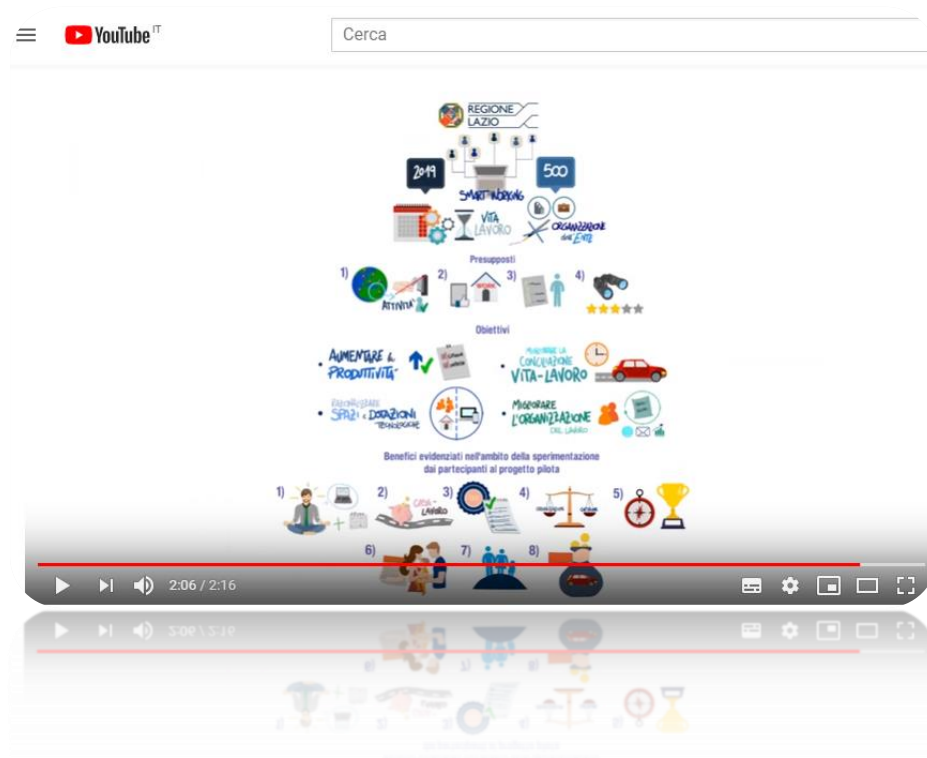 YouTube IT
Cerca
REGIONE
LAZIO
2019
500
SMART WORKING
VITA
LAVORO
ORGANIZZAZIONE
dell'ENTE
Presupposti
1)
2)
3)
4)
WORK
ATTIVITA'
Obiettivi
• AUMENTARE la
PRODUTTIVITÀ
• MIGLIORARE LA
CONCILIAZIONE
VITA-LAVORO
• RAZIONALIZZARE
SPAZI e DOTAZIONI
TECNOLOGICHE
• MIGLIORARE
L'ORGANIZZAZIONE
DEL LAVORO
Benefici evidenziati nell'ambito della sperimentazione
dai partecipanti al progetto pilota
1)
2)
3)
4)
5)
CASA-
LAVORO
6)
7)
8)
2:06 / 2:16